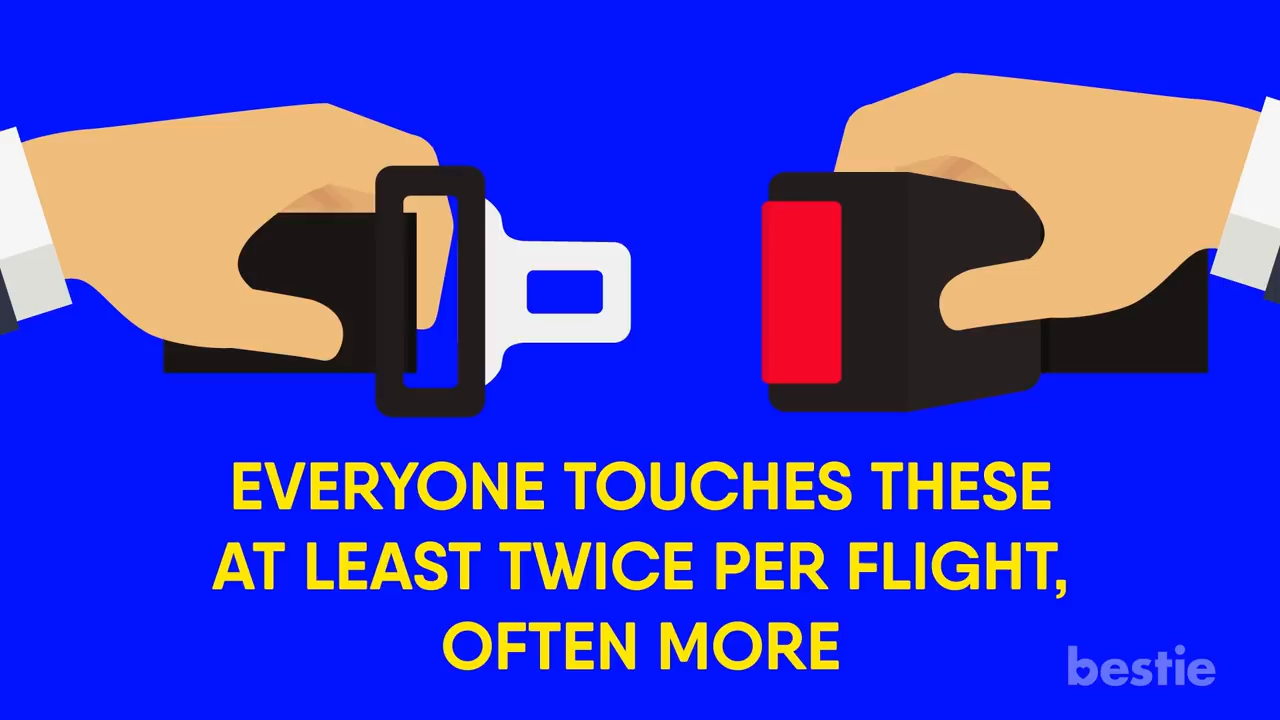 EVERYONE TOUCHES THESE
AT LEAST TWICE PER FLIGHT,
OFTEN MORE
bestie